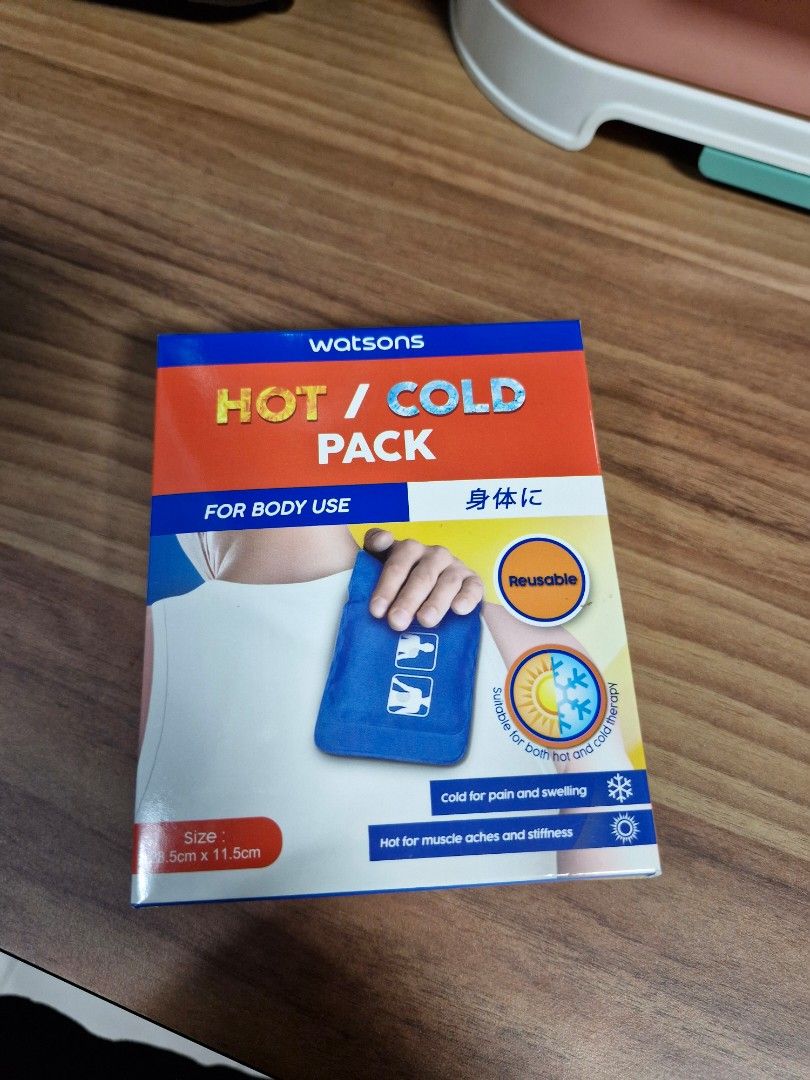 watsons
HOT / COLD
PACK
FOR BODY USE
身体に
Reusable
Suitable for both hot and cold therapy
Cold for pain and swelling
Hot for muscle aches and stiffness
Size :
x 11.5cm